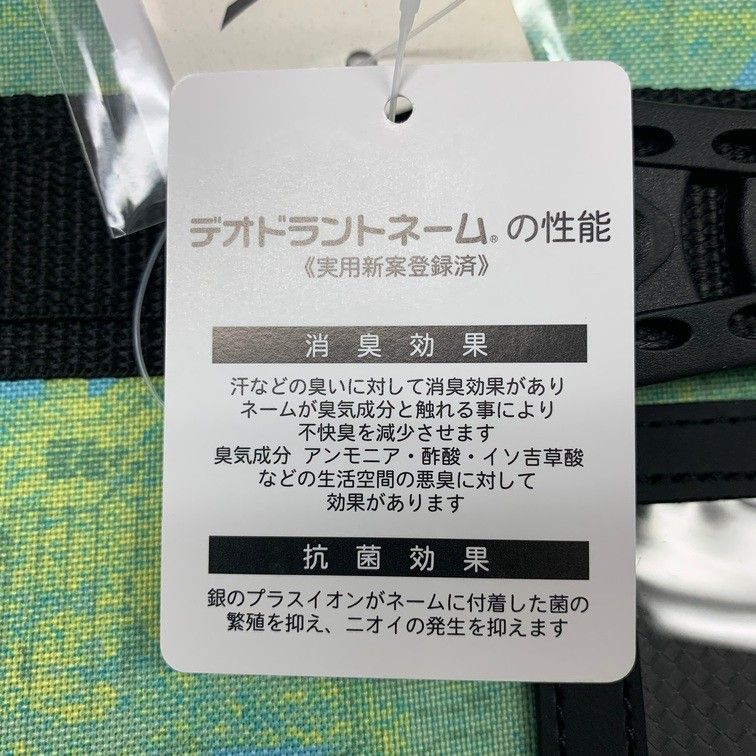 デオドラントネーム®の性能
《実用新案登録済》
消臭効果
汗などの臭いに対して消臭効果があり
ネームが臭気成分と触れる事により
不快臭を減少させます
臭気成分 アンモニア・酢酸・イソ吉草酸
などの生活空間の悪臭に対して
効果があります
抗菌効果
銀のプラスイオンがネームに付着した菌の
繁殖を抑え、ニオイの発生を抑えます